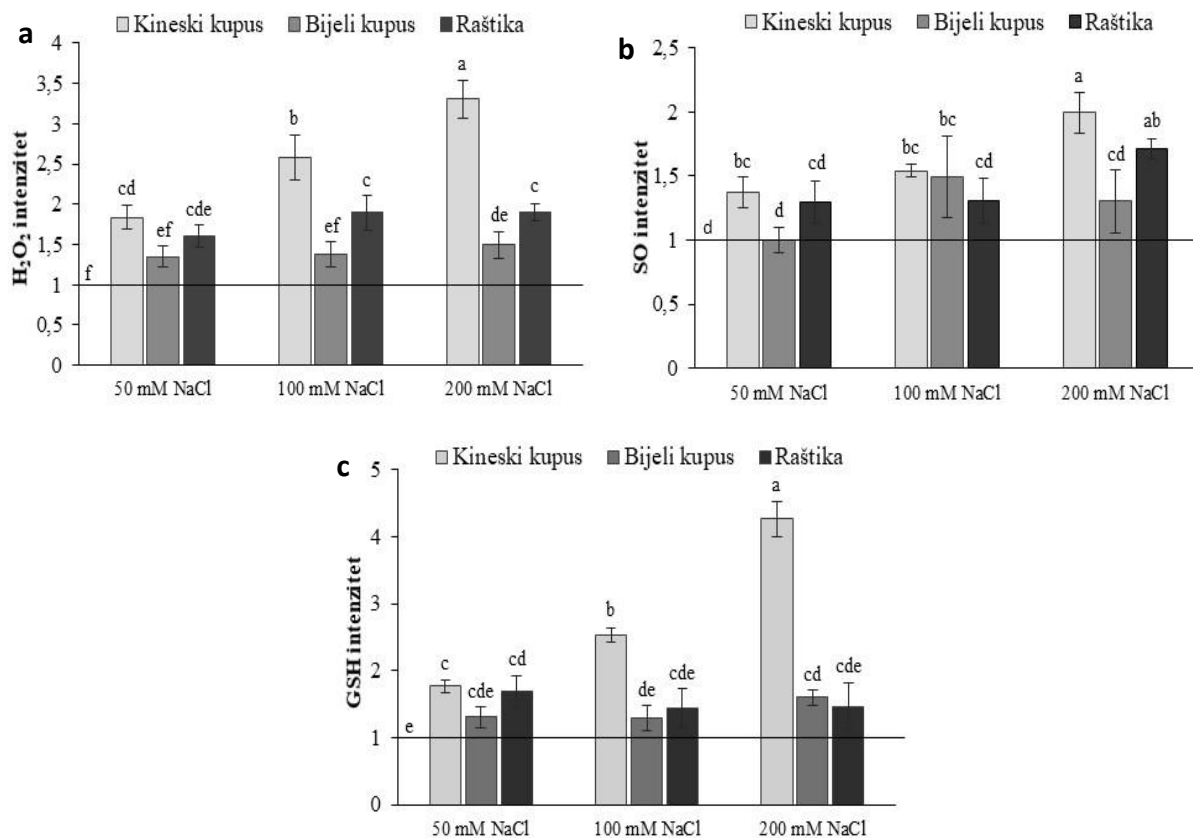 a
Kineski kupus Bijeli kupus Raštika
H₂O₂ intenzitet
4
3,5
3
2,5
2
1,5
1
0,5
0
f
cd
ef
cde
b
ef
c
a
de
c
50 mM NaCl 100 mM NaCl 200 mM NaCl
b
Kineski kupus Bijeli kupus Raštika
SO intenzitet
2,5
2
1,5
1
0,5
0
d
bc
d
cd
bc
bc
cd
a
cd
ab
50 mM NaCl 100 mM NaCl 200 mM NaCl
c
Kineski kupus Bijeli kupus Raštika
GSH intenzitet
5
4
3
2
1
0
e
c
cde
cd
b
de
cde
a
cd
cde
50 mM NaCl 100 mM NaCl 200 mM NaCl